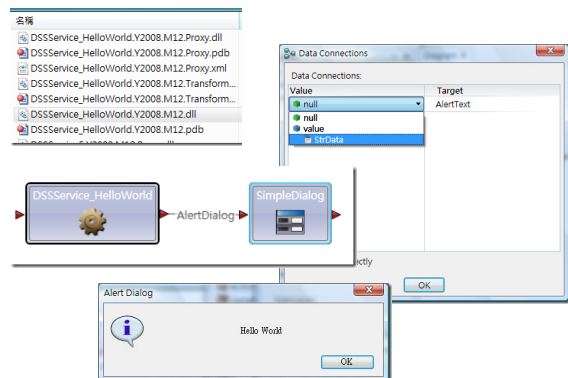 名稱
DSSService_HelloWorld.Y2008.M12.Proxy.dll
DSSService_HelloWorld.Y2008.M12.Proxy.pdb
DSSService_HelloWorld.Y2008.M12.Proxy.xml
DSSService_HelloWorld.Y2008.M12.Transform...
DSSService_HelloWorld.Y2008.M12.Transform...
DSSService_HelloWorld.Y2008.M12.dll
DSSService_HelloWorld.Y2008.M12.pdb
Data Connections
Data Connections:
Value Target
null AlertText
null
value
StrData
OK
DSSService_HelloWorld
AlertDialog
SimpleDialog
Alert Dialog
Hello World
OK